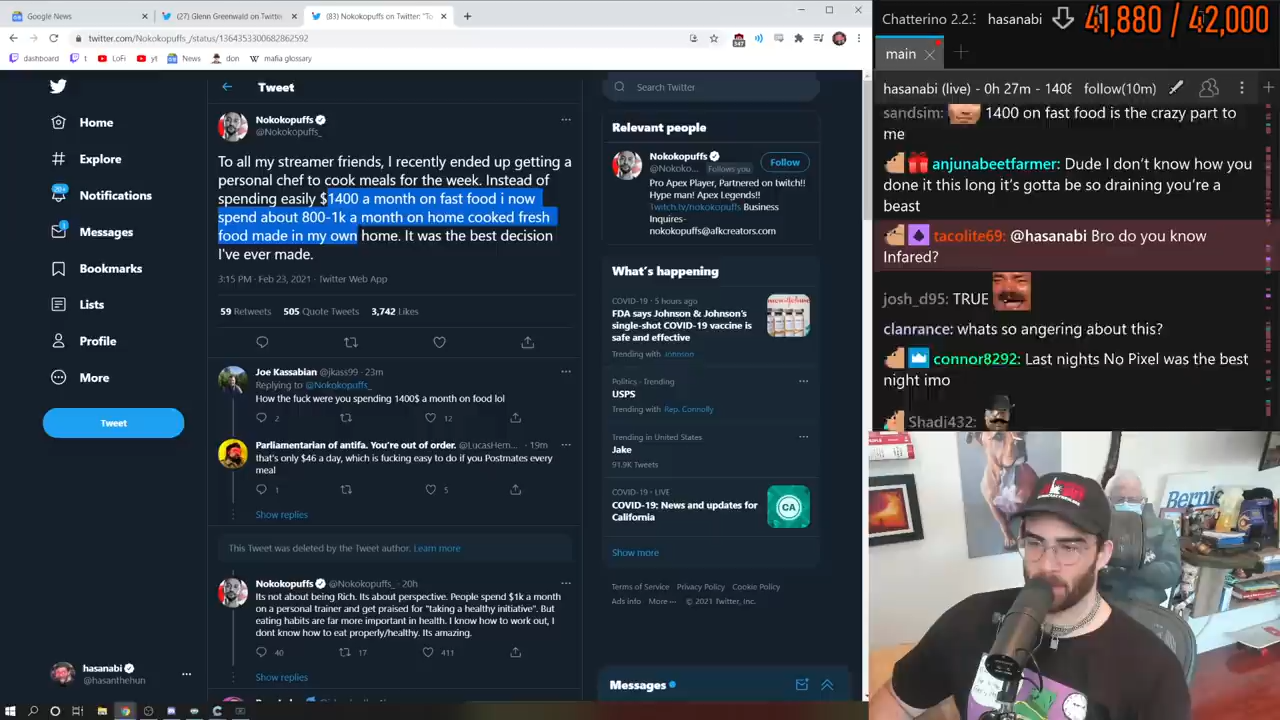 Google News
(27) Glenn Greenwald on Twitter
(83) Nokokopuffs on Twitter: "To
twitter.com/Nokokopuffs_/status/1364353300682862592
dashboard
t
LoFi
yt
News
don
mafia glossary
Home
Explore
20+
Notifications
1
Messages
Bookmarks
Lists
Profile
More
Tweet
hasanabi
@hasanthehun
Tweet
Nokokopuffs
@Nokokopuffs_
To all my streamer friends, I recently ended up getting a
personal chef to cook meals for the week. Instead of
spending easily $1400 a month on fast food i now
spend about 800-1k a month on home cooked fresh
food made in my own home. It was the best decision
I've ever made.
3:15 PM · Feb 23, 2021 · Twitter Web App
59 Retweets 505 Quote Tweets 3,742 Likes
Joe Kassabian @jkass99 · 23m
Replying to @Nokokopuffs_
How the fuck were you spending 1400$ a month on food lol
2
12
Parliamentarian of antifa. You're out of order. @LucasHern... · 19m
that's only $46 a day, which is fucking easy to do if you Postmates every
meal
1
5
Show replies
This Tweet was deleted by the Tweet author. Learn more
Nokokopuffs @Nokokopuffs_ · 20h
Its not about being Rich. Its about perspective. People spend $1k a month
on a personal trainer and get praised for "taking a healthy initiative". But
eating habits are far more important in health. I know how to work out, I
dont know how to eat properly/healthy. Its amazing.
40
17
411
Show replies
Search Twitter
Relevant people
Nokokopuffs
@Nokokopuffs_ Follows you
Follow
Pro Apex Player, Partnered on twitch!!
Hype man! Apex Legends!!
Twitch.tv/nokokopuffs Business
Inquires-
nokokopuffs@afkcreators.com
What's happening
COVID-19 · 5 hours ago
FDA says Johnson & Johnson's
single-shot COVID-19 vaccine is
safe and effective
Trending with Johnson
Politics · Trending
USPS
Trending with Rep. Connolly
Trending in United States
Jake
91.9K Tweets
COVID-19 · LIVE
News and updates for
California
CA
Show more
Terms of Service Privacy Policy Cookie Policy
Ads info More ··· © 2021 Twitter, Inc.
Messages
Chatterino 2.2.
hasanabi
41,880 / 42,000
main
hasanabi (live) - 0h 27m - 1408
follow(10m)
sandsim: 1400 on fast food is the crazy part to
me
anjunabeetfarmer: Dude I don't know how you
done it this long it's gotta be so draining you're a
beast
tacolite69: @hasanabi Bro do you know
Infared?
josh_d95: TRUE
clanrance: whats so angering about this?
connor8292: Last nights No Pixel was the best
night imo
Shadj432:
Bernie